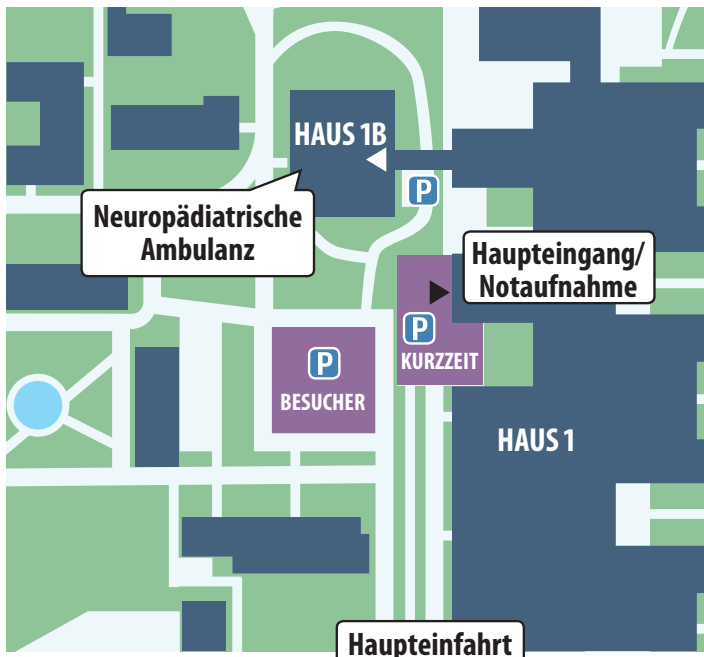 HAUS 1B
P
Neuropädiatrische
Ambulanz
Haupteingang/
Notaufnahme
P
KURZZEIT
P
BESUCHER
HAUS 1
Haupteinfahrt